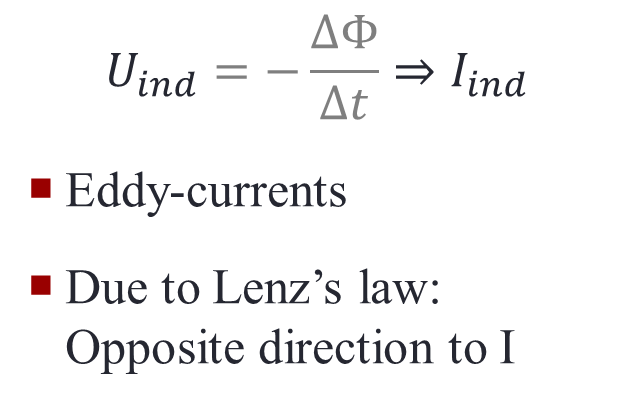 U_ind = − ΔΦ/Δt ⇒ I_ind
■ Eddy-currents
■ Due to Lenz’s law:
Opposite direction to I